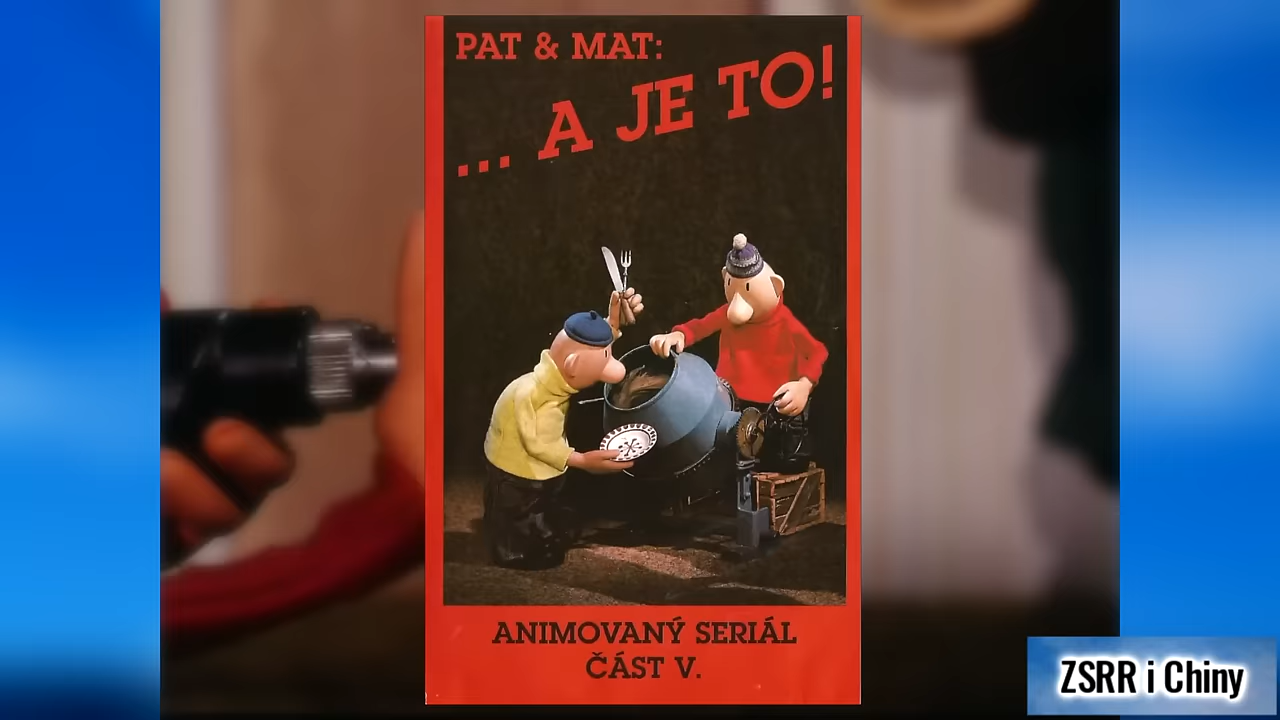 PAT & MAT:
... A JE TO!
ANIMOVANÝ SERIÁL
ČÁST V.
ZSRR i Chiny